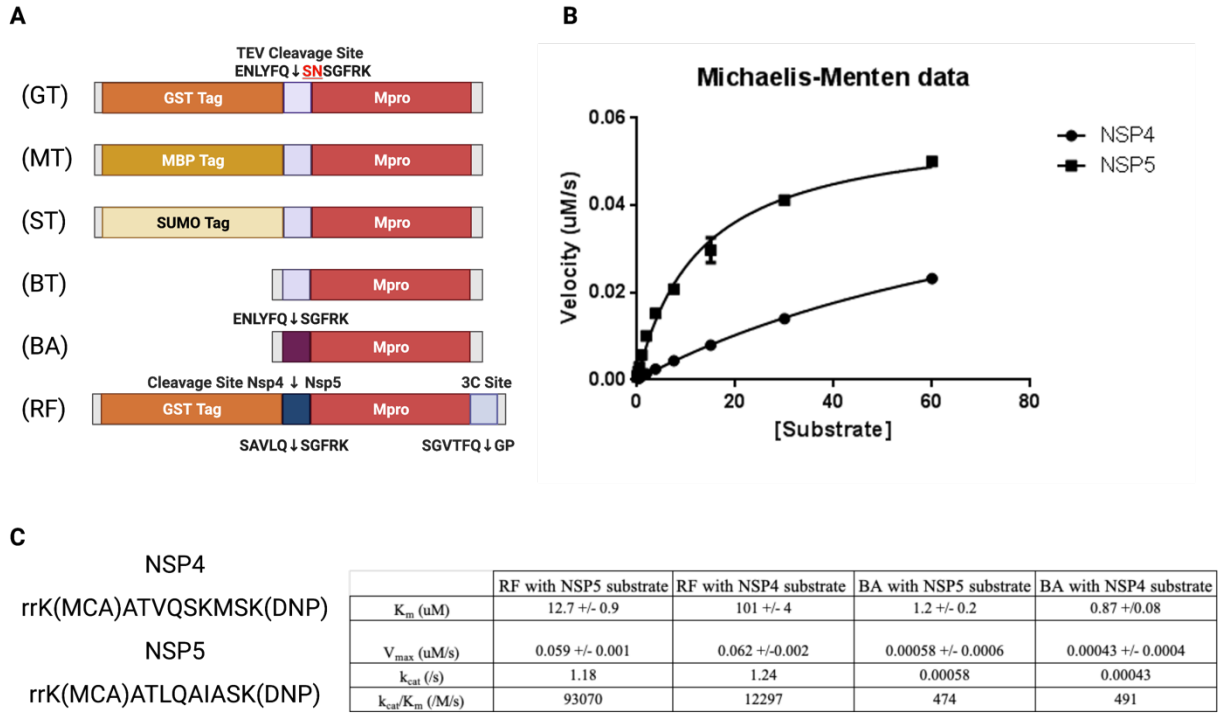 A
TEV Cleavage Site
ENLYFQ↓SNSGFRK
(GT) GST Tag Mpro
(MT) MBP Tag Mpro
(ST) SUMO Tag Mpro
(BT) Mpro
ENLYFQ↓SGFRK
(BA) Mpro
Cleavage Site Nsp4 ↓ Nsp5 3C Site
(RF) GST Tag Mpro
SAVLQ↓SGFRK SGVTFQ↓GP
B
Michaelis-Menten data
Velocity (uM/s)
0.06
0.04
0.02
0.00
0 20 40 60 80
[Substrate]
NSP4
NSP5
C
NSP4
rrK(MCA)ATVQSKMSK(DNP)
NSP5
rrK(MCA)ATLQAIASK(DNP)
RF with NSP5 substrate RF with NSP4 substrate BA with NSP5 substrate BA with NSP4 substrate
Km (uM) 12.7 +/- 0.9 101 +/- 4 1.2 +/- 0.2 0.87 +/0.08
Vmax (uM/s) 0.059 +/- 0.001 0.062 +/-0.002 0.00058 +/- 0.0006 0.00043 +/- 0.0004
kcat (/s) 1.18 1.24 0.00058 0.00043
kcat/Km (/M/s) 93070 12297 474 491